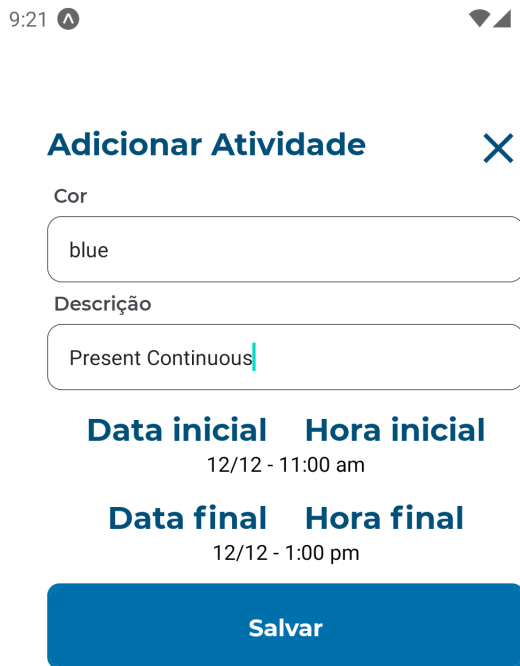 9:21
Adicionar Atividade
Cor
blue
Descrição
Present Continuous
Data inicial Hora inicial
12/12 - 11:00 am
Data final Hora final
12/12 - 1:00 pm
Salvar